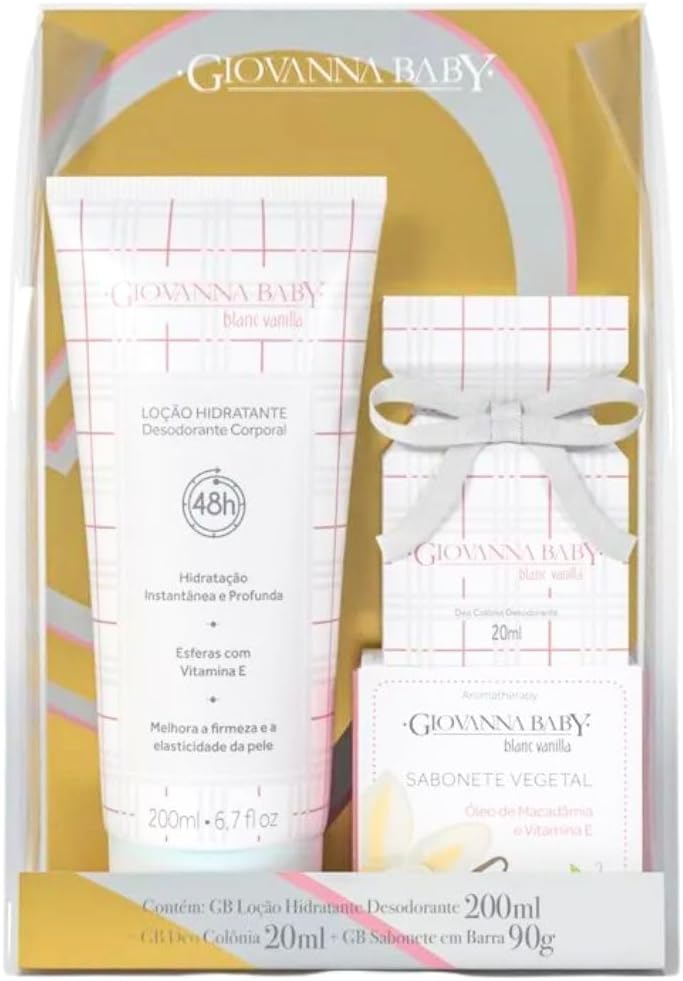 GIOVANNA BABY
GIOVANNA BABY
blanc vanilla
LOÇÃO HIDRATANTE
Desodorante Corporal
48h
Hidratação
Instantânea e Profunda
Esferas com
Vitamina E
Melhora a firmeza e a
elasticidade da pele
200ml • 6,7 fl oz
GIOVANNA BABY
blanc vanilla
Deo Colônia Desodorante
20ml
Aromatherapy
GIOVANNA BABY
blanc vanilla
SABONETE VEGETAL
Óleo de Macadâmia
e Vitamina E
Contém: GB Loção Hidratante Desodorante 200ml
+ GB Deo Colônia 20ml + GB Sabonete em Barra 90g